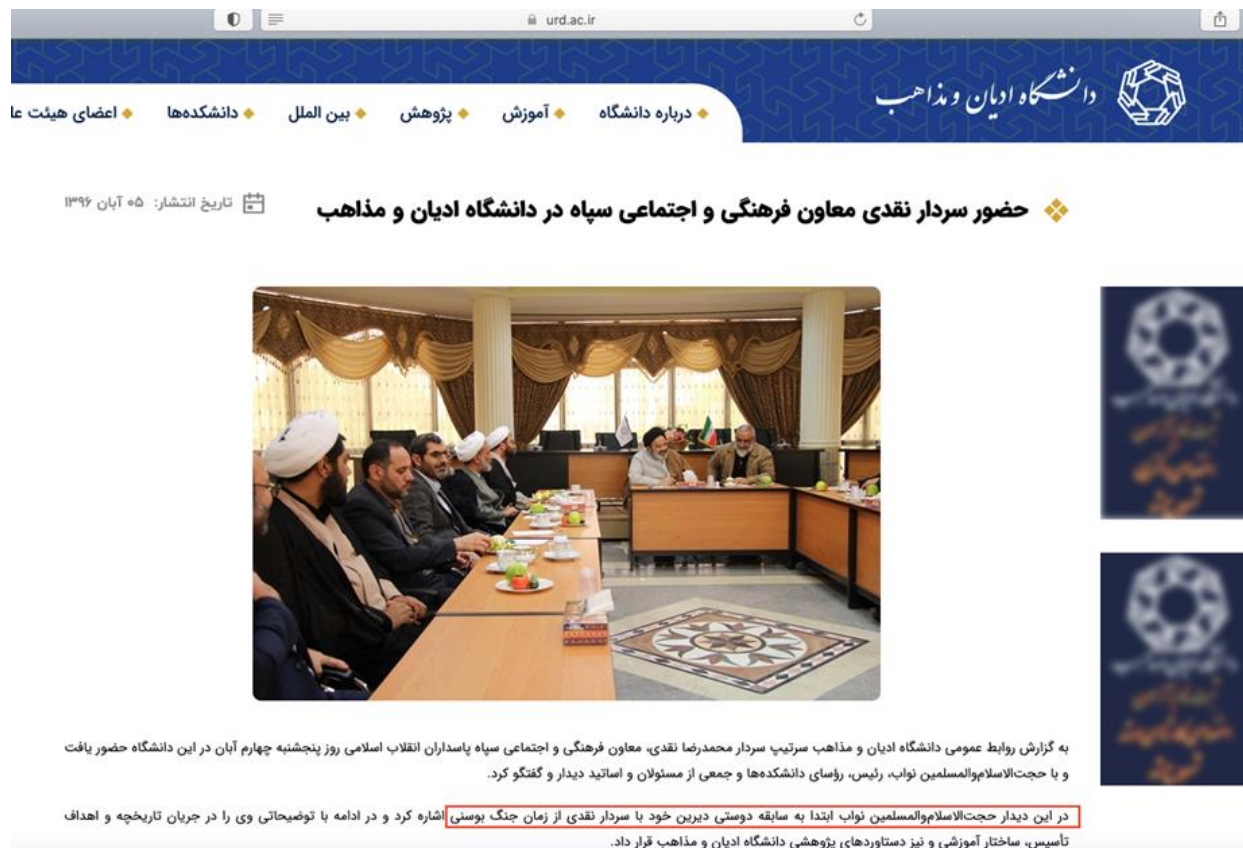 urd.ac.ir
دانشگاه ادیان و مذاهب
درباره دانشگاه
آموزش
پژوهش
بین الملل
دانشکده‌ها
اعضای هیئت عا
حضور سردار نقدی معاون فرهنگی و اجتماعی سپاه در دانشگاه ادیان و مذاهب
تاریخ انتشار: ۰۵ آبان ۱۳۹۶
به گزارش روابط عمومی دانشگاه ادیان و مذاهب سرتیپ سردار محمدرضا نقدی، معاون فرهنگی و اجتماعی سپاه پاسداران انقلاب اسلامی روز پنجشنبه چهارم آبان در این دانشگاه حضور یافت
و با حجت‌الاسلام‌والمسلمین نواب، رئیس، رؤسای دانشکده‌ها و جمعی از مسئولان و اساتید دیدار و گفتگو کرد.
در این دیدار حجت‌الاسلام‌والمسلمین نواب ابتدا به سابقه دوستی دیرین خود با سردار نقدی از زمان جنگ بوسنی اشاره کرد و در ادامه با توضیحاتی وی را در جریان تاریخچه و اهداف
تأسیس، ساختار آموزشی و نیز دستاوردهای پژوهشی دانشگاه ادیان و مذاهب قرار داد.